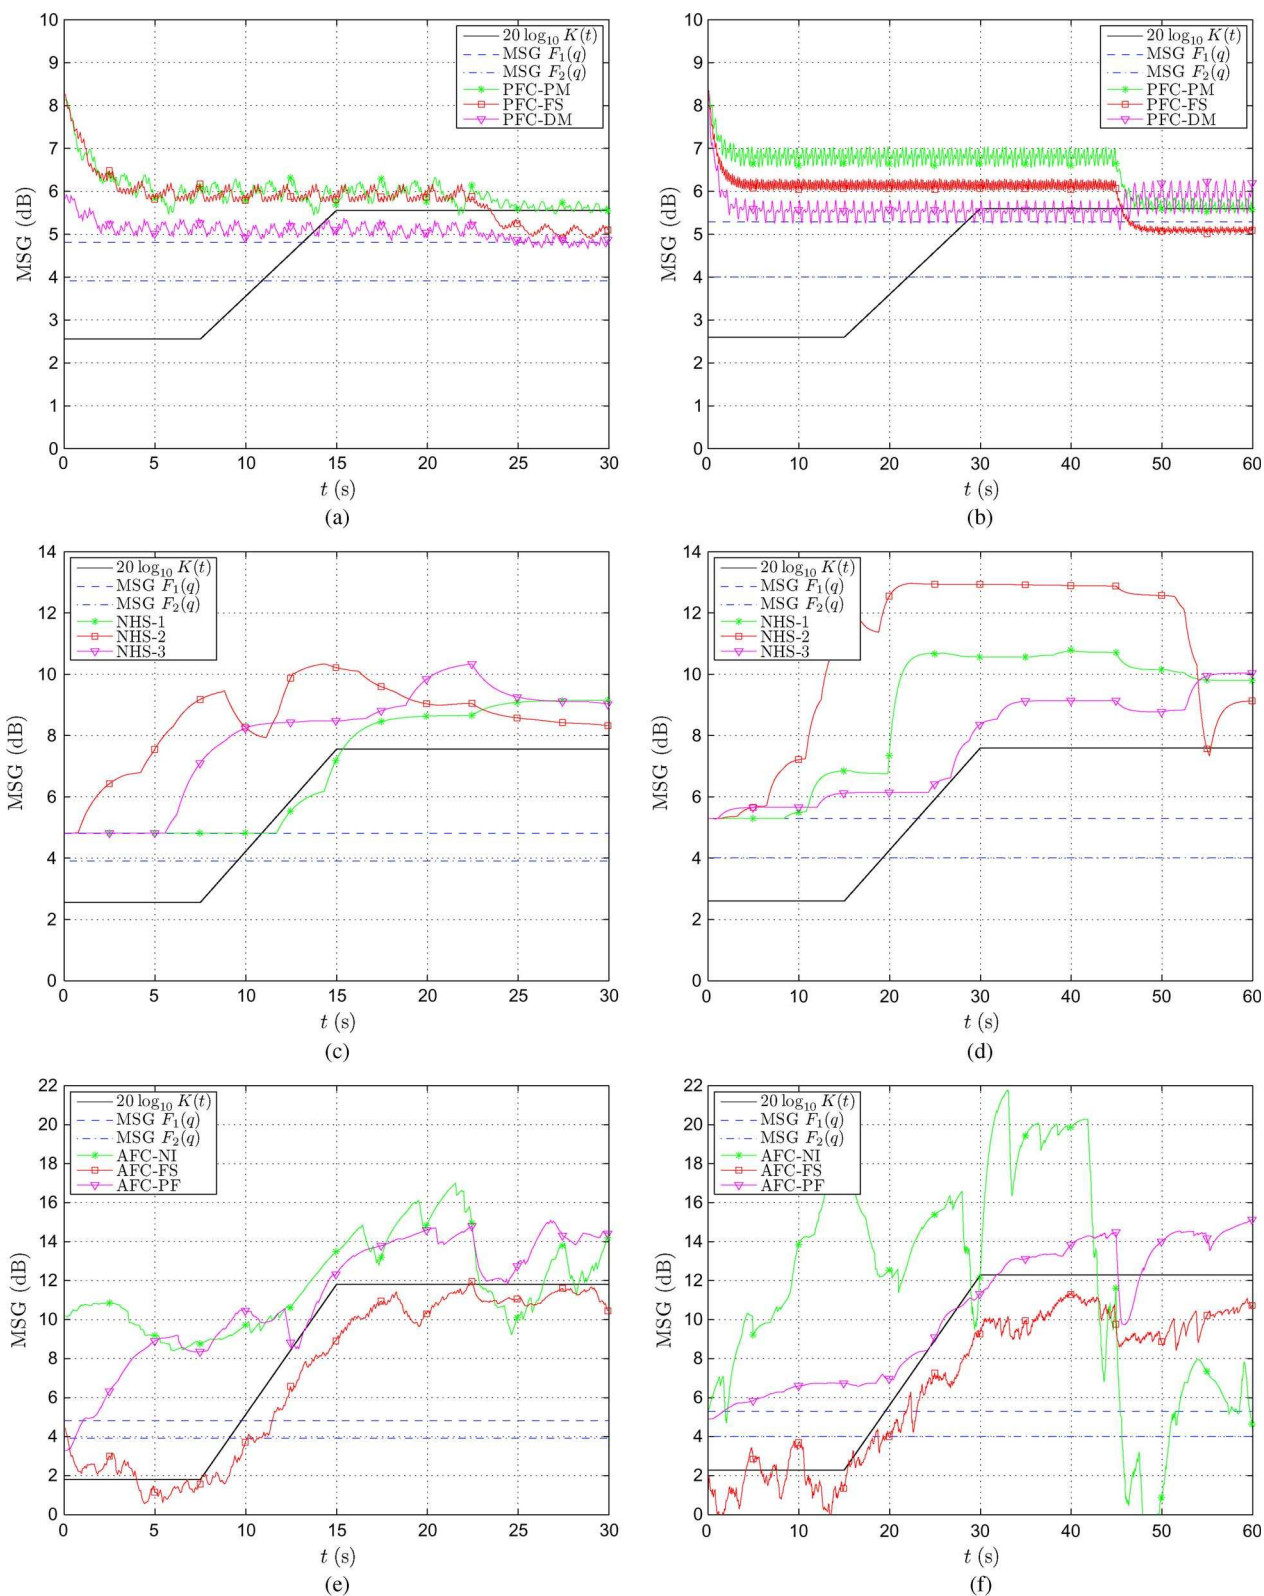 10
9
8
7
6
5
4
3
2
1
0
MSG (dB)
20 log₁₀ K(t)
MSG F₁(q)
MSG F₂(q)
PFC-PM
PFC-FS
PFC-DM
0 5 10 15 20 25 30
t (s)
(a)
10
9
8
7
6
5
4
3
2
1
0
MSG (dB)
20 log₁₀ K(t)
MSG F₁(q)
MSG F₂(q)
PFC-PM
PFC-FS
PFC-DM
0 10 20 30 40 50 60
t (s)
(b)
14
12
10
8
6
4
2
0
MSG (dB)
20 log₁₀ K(t)
MSG F₁(q)
MSG F₂(q)
NHS-1
NHS-2
NHS-3
0 5 10 15 20 25 30
t (s)
(c)
14
12
10
8
6
4
2
0
MSG (dB)
20 log₁₀ K(t)
MSG F₁(q)
MSG F₂(q)
NHS-1
NHS-2
NHS-3
0 10 20 30 40 50 60
t (s)
(d)
22
20
18
16
14
12
10
8
6
4
2
0
MSG (dB)
20 log₁₀ K(t)
MSG F₁(q)
MSG F₂(q)
AFC-NI
AFC-FS
AFC-PF
0 5 10 15 20 25 30
t (s)
(e)
22
20
18
16
14
12
10
8
6
4
2
0
MSG (dB)
20 log₁₀ K(t)
MSG F₁(q)
MSG F₂(q)
AFC-NI
AFC-FS
AFC-PF
0 10 20 30 40 50 60
t (s)
(f)